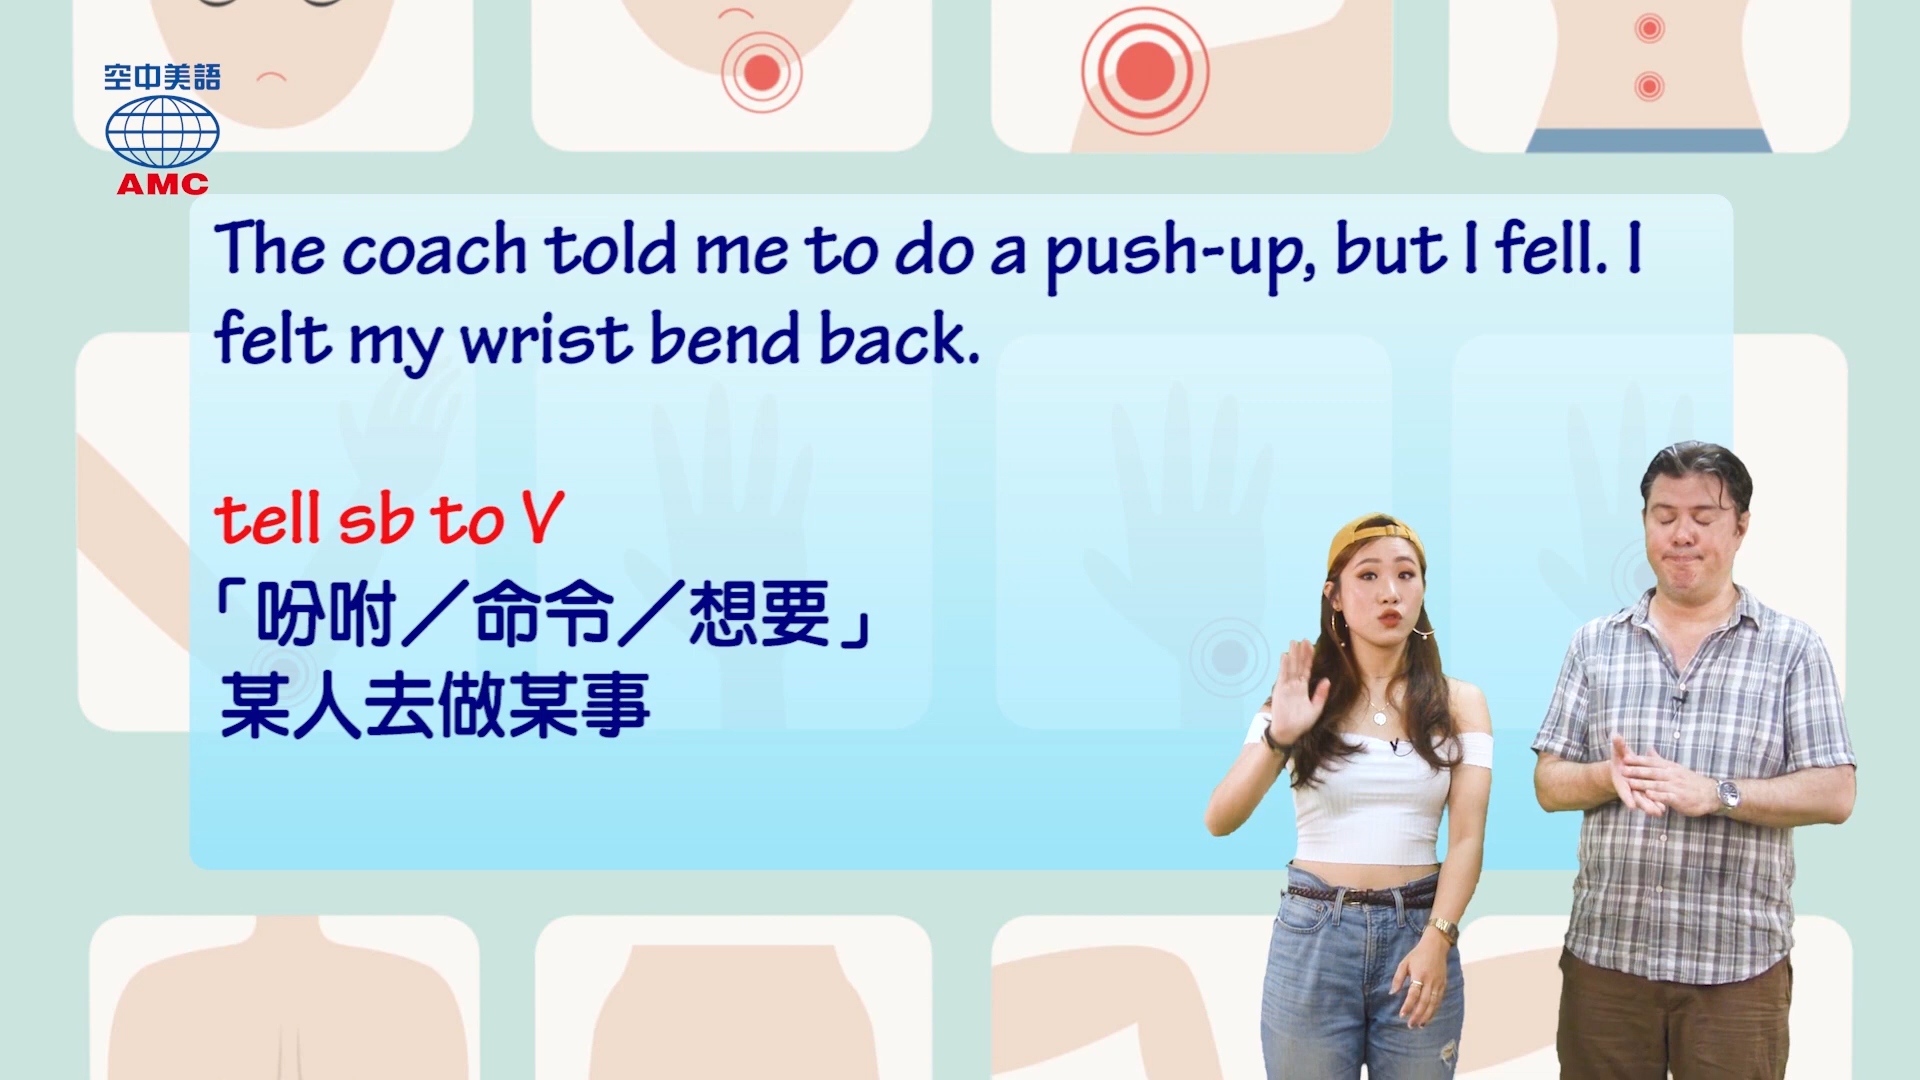 空中美語
AMC
The coach told me to do a push-up, but I fell. I
felt my wrist bend back.
tell sb to V
「吩咐／命令／想要」
某人去做某事